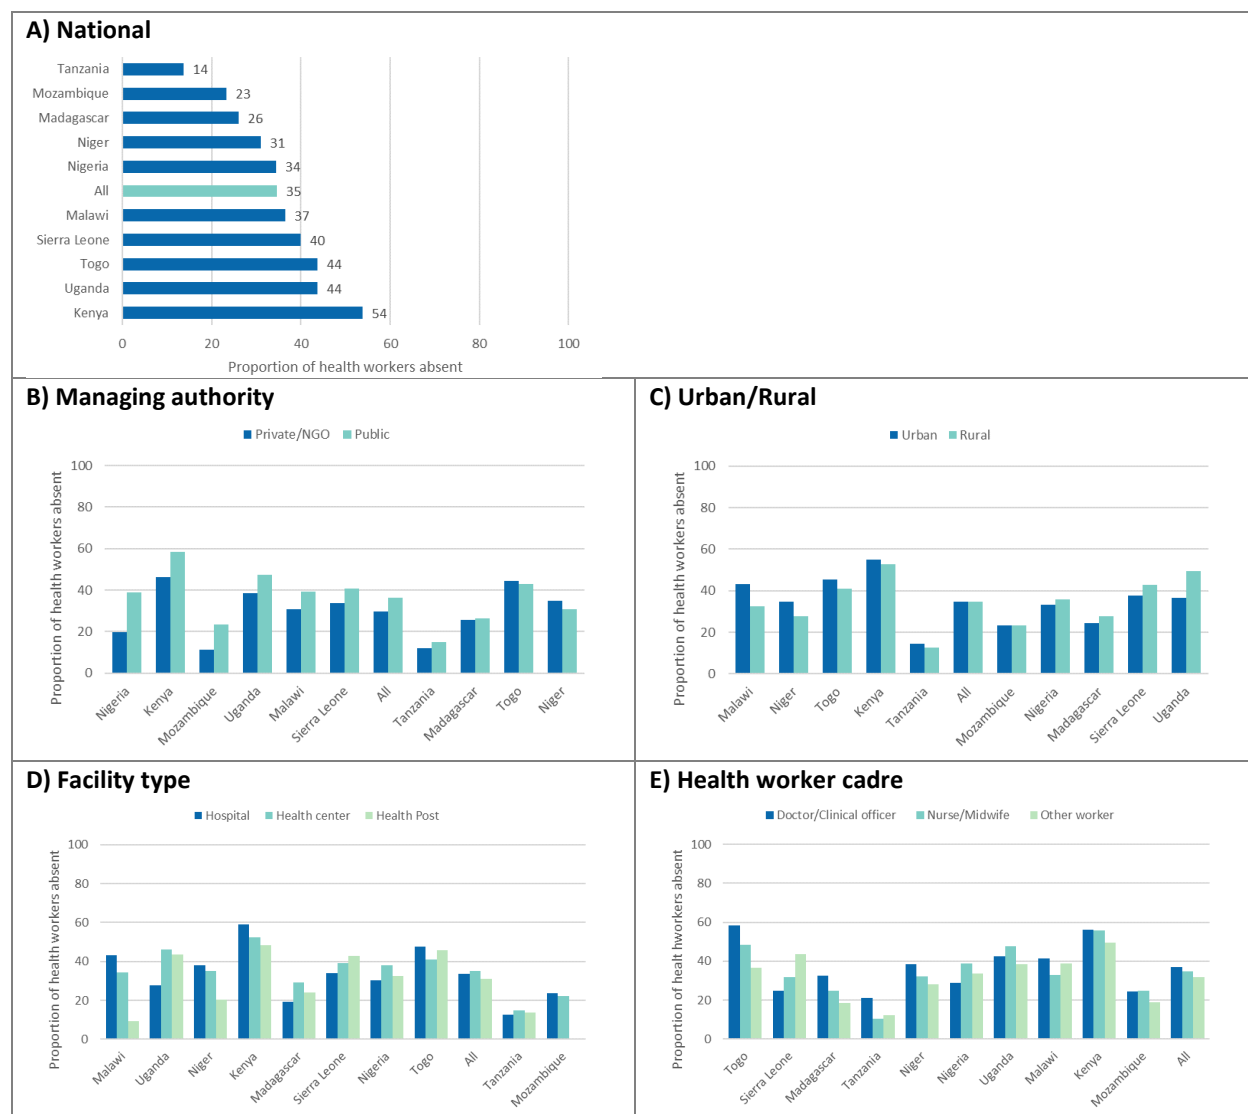 A) National
Tanzania 14
Mozambique 23
Madagascar 26
Niger 31
Nigeria 34
All 35
Malawi 37
Sierra Leone 40
Togo 44
Uganda 44
Kenya 54
0 20 40 60 80 100
Proportion of health workers absent
B) Managing authority
Private/NGO Public
Proportion of health workers absent
100
80
60
40
20
0
Nigeria Kenya Mozambique Uganda Malawi Sierra Leone All Tanzania Madagascar Togo Niger
C) Urban/Rural
Urban Rural
Proportion of health workers absent
100
80
60
40
20
0
Malawi Niger Togo Kenya Tanzania All Mozambique Nigeria Madagascar Sierra Leone Uganda
D) Facility type
Hospital Health center Health Post
Proportion of health workers absent
100
80
60
40
20
0
Malawi Uganda Niger Kenya Madagascar Sierra Leone Nigeria Togo All Tanzania Mozambique
E) Health worker cadre
Doctor/Clinical officer Nurse/Midwife Other worker
Proportion of healt hworkers absent
100
80
60
40
20
0
Togo Sierra Leone Madagascar Tanzania Niger Nigeria Uganda Malawi Kenya Mozambique All